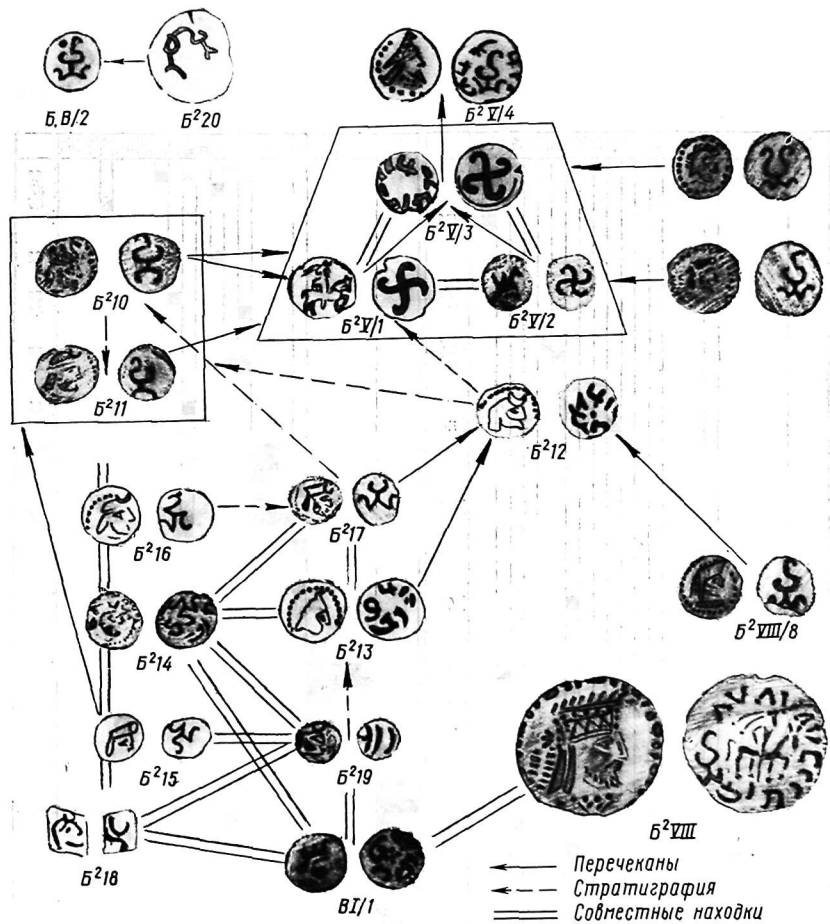 Б, В/2
Б²20
Б²V/4
Б²V/3
Б²10
Б²V/1
Б²V/2
Б²11
Б²12
Б²16
Б²17
Б²VIII/8
Б²14
Б²13
Б²15
Б²19
Б²VIII
Б²18
ВI/1
Перечеканы
Стратиграфия
Совместные находки